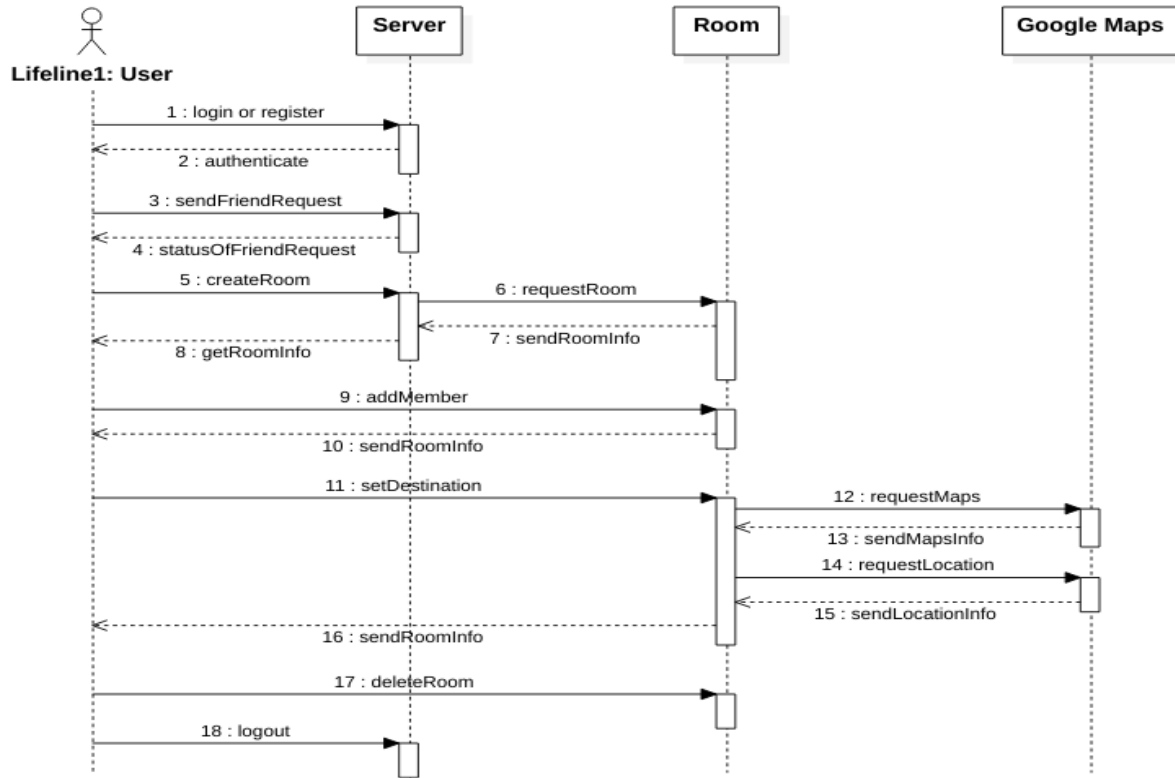 Server
Room
Google Maps
Lifeline1: User
1 : login or register
2 : authenticate
3 : sendFriendRequest
4 : statusOfFriendRequest
5 : createRoom
6 : requestRoom
7 : sendRoomInfo
8 : getRoomInfo
9 : addMember
10 : sendRoomInfo
11 : setDestination
12 : requestMaps
13 : sendMapsInfo
14 : requestLocation
15 : sendLocationInfo
16 : sendRoomInfo
17 : deleteRoom
18 : logout